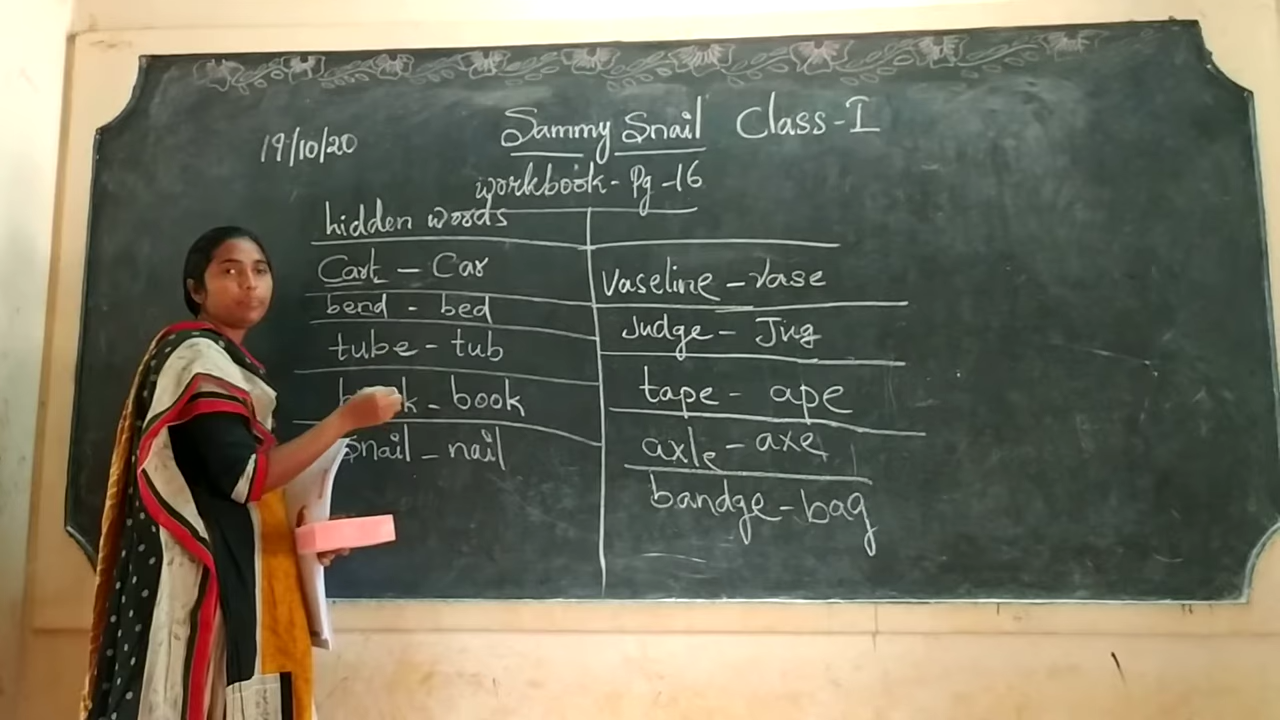 19/10/20
Sammy Snail Class-I
workbook - Pg -16
hidden words
Cart - Car
bend - bed
tube - tub
book
Snail - nail
Vaseline - Vase
Judge - Jug
tape - ape
axle - axe
bandge - bag